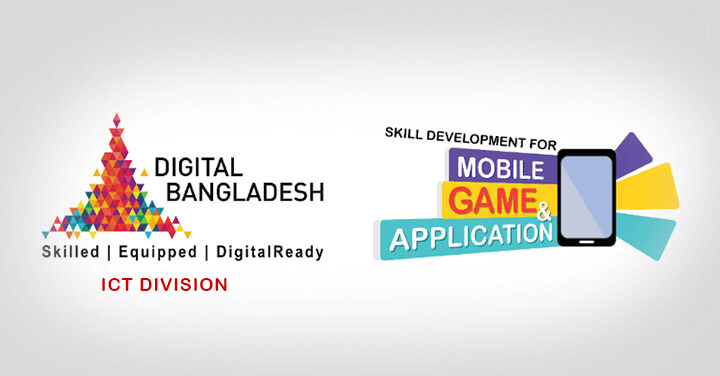 DIGITAL
BANGLADESH
Skilled | Equipped | DigitalReady
ICT DIVISION
SKILL DEVELOPMENT FOR
MOBILE
GAME
&
APPLICATION